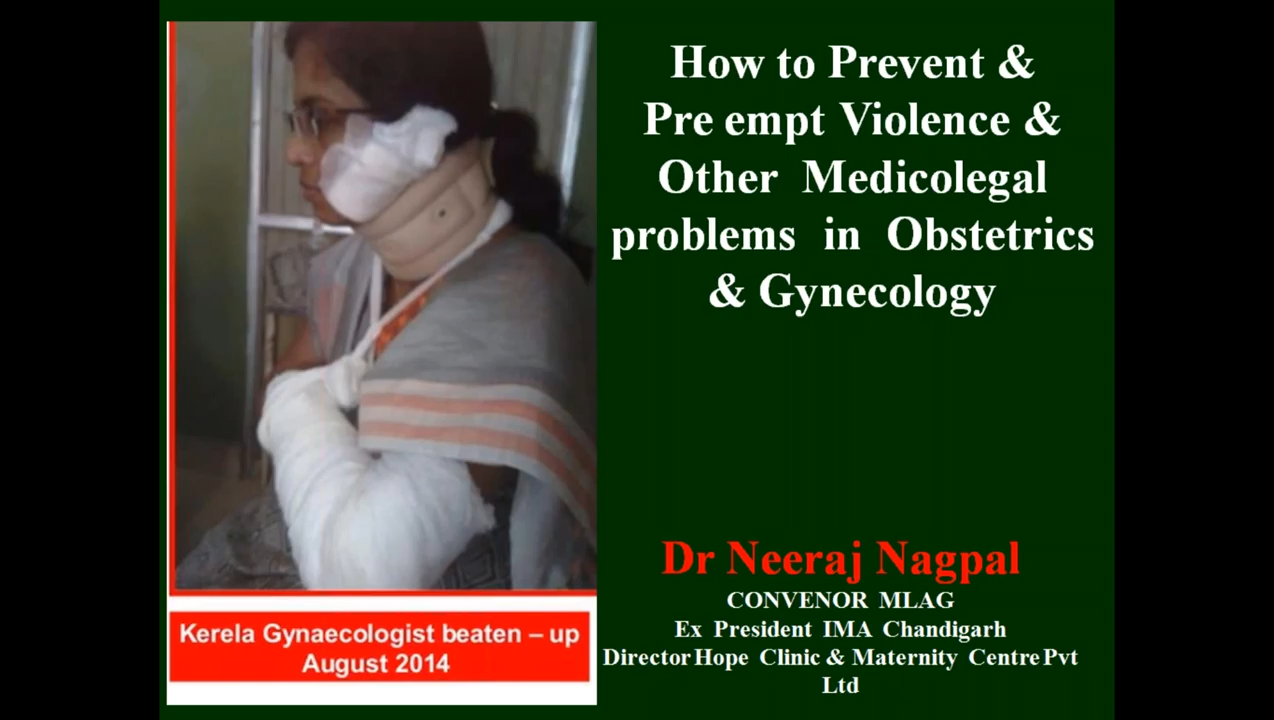 How to Prevent &
Pre empt Violence &
Other Medicolegal
problems in Obstetrics
& Gynecology
Dr Neeraj Nagpal
CONVENOR MLAG
Ex President IMA Chandigarh
Director Hope Clinic & Maternity Centre Pvt
Ltd
Kerela Gynaecologist beaten – up
August 2014